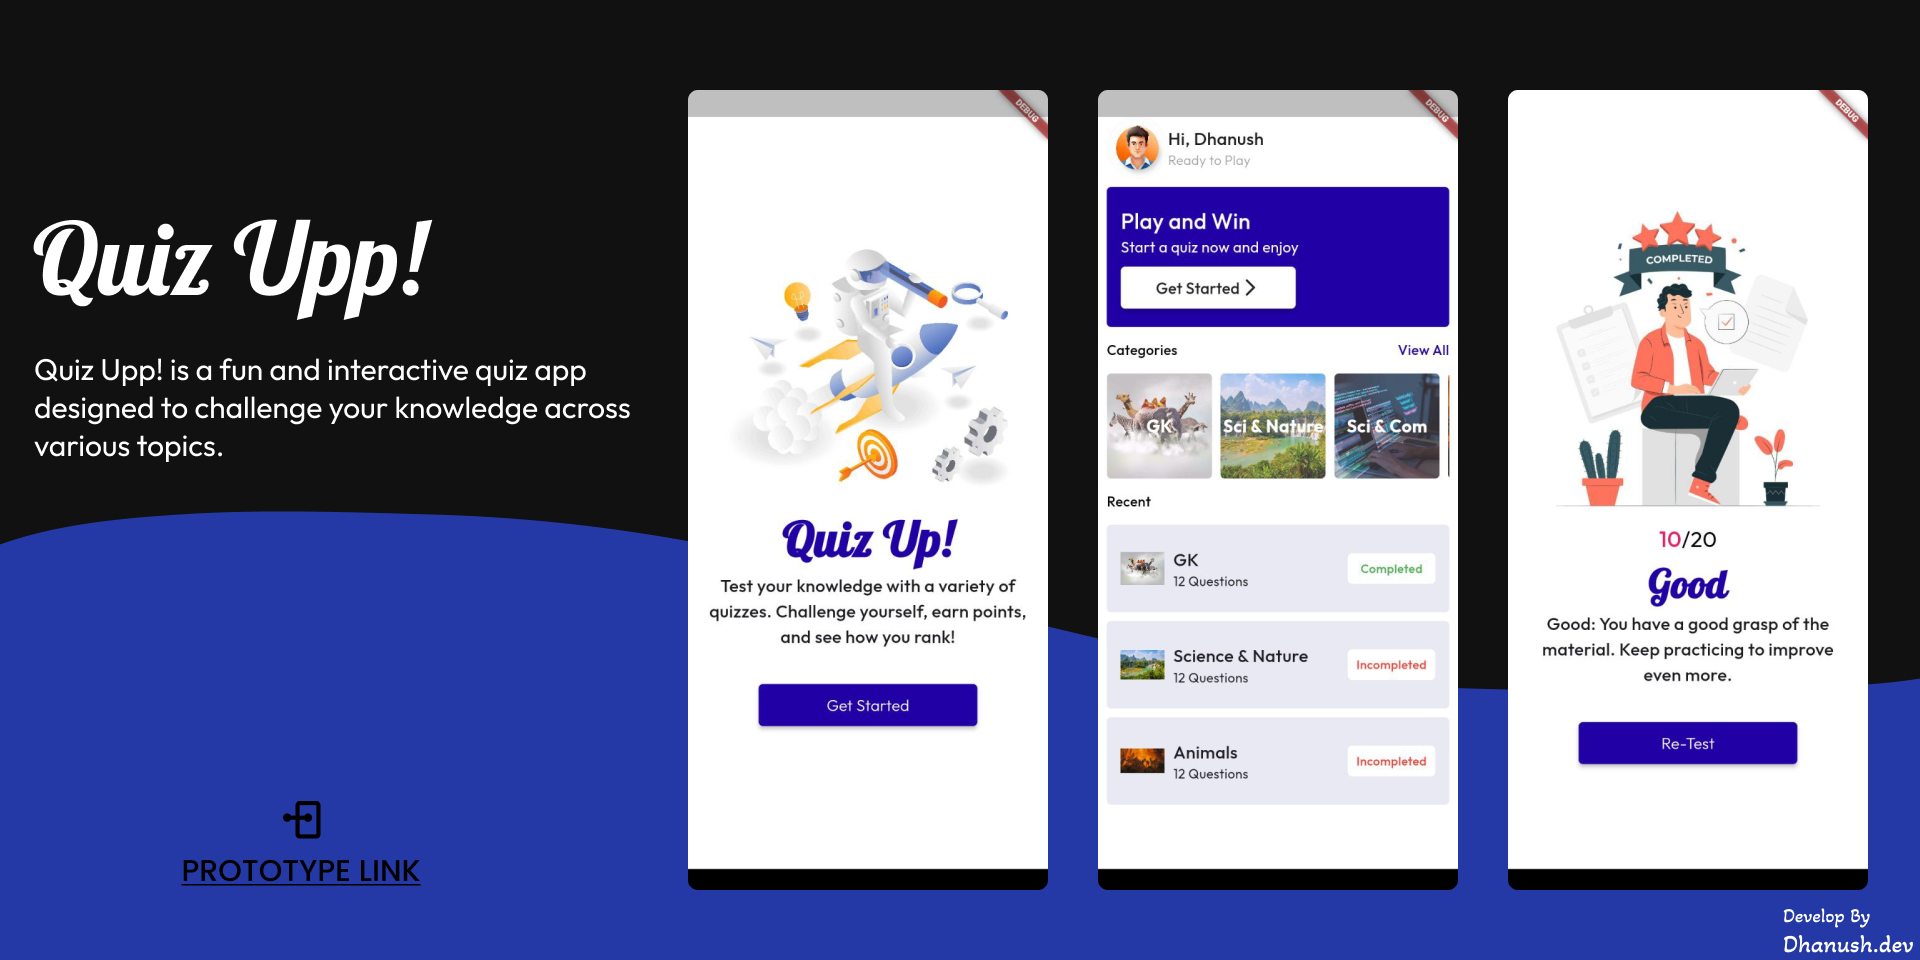 Quiz Upp!
Quiz Upp! is a fun and interactive quiz app
designed to challenge your knowledge across
various topics.
PROTOTYPE LINK
DEBUG
Quiz Up!
Test your knowledge with a variety of
quizzes. Challenge yourself, earn points,
and see how you rank!
Get Started
DEBUG
Hi, Dhanush
Ready to Play
Play and Win
Start a quiz now and enjoy
Get Started
Categories
View All
GK
Sci & Nature
Sci & Com
Recent
GK
12 Questions
Completed
Science & Nature
12 Questions
Incompleted
Animals
12 Questions
Incompleted
DEBUG
COMPLETED
10/20
Good
Good: You have a good grasp of the
material. Keep practicing to improve
even more.
Re-Test
Develop By
Dhanush.dev